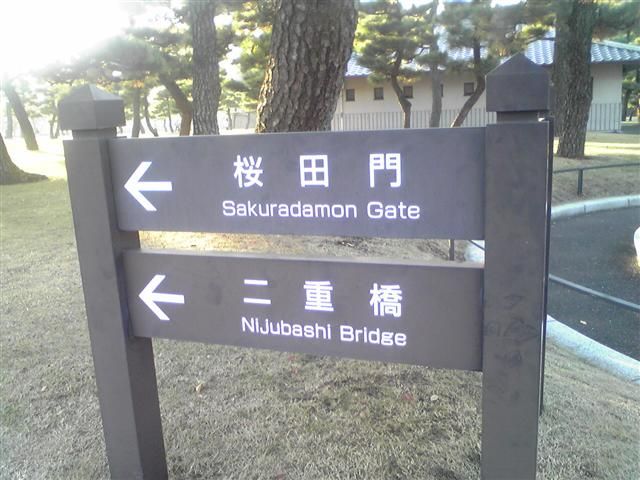 ← 桜田門
Sakuradamon Gate
← 二重橋
Nijubashi Bridge